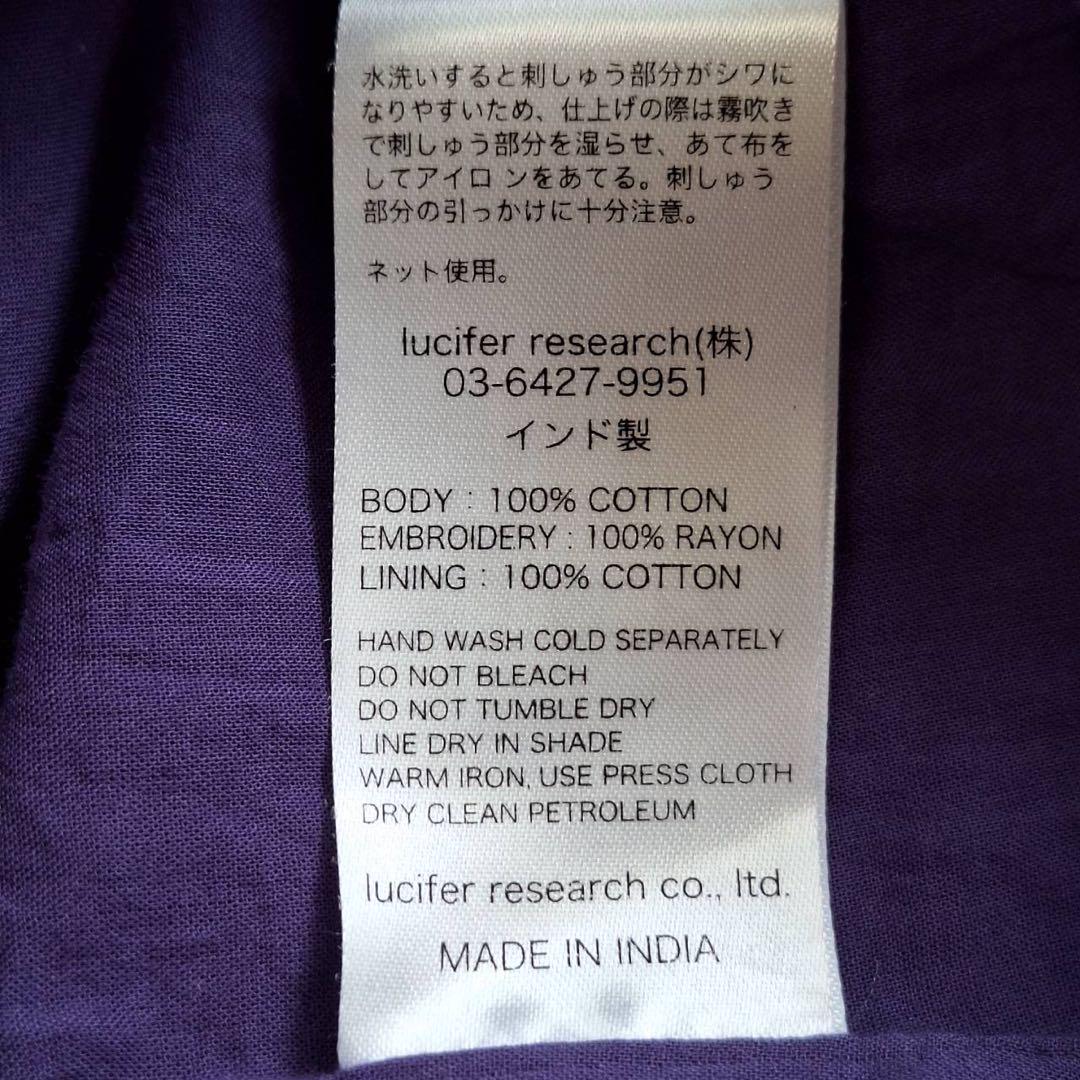 水洗いすると刺しゅう部分がシワに
なりやすいため、仕上げの際は霧吹き
で刺しゅう部分を湿らせ、あて布を
してアイロンをあてる。刺しゅう
部分の引っかけに十分注意。
ネット使用。
lucifer research(株)
03-6427-9951
インド製
BODY : 100% COTTON
EMBROIDERY : 100% RAYON
LINING : 100% COTTON
HAND WASH COLD SEPARATELY
DO NOT BLEACH
DO NOT TUMBLE DRY
LINE DRY IN SHADE
WARM IRON, USE PRESS CLOTH
DRY CLEAN PETROLEUM
lucifer research co., ltd.
MADE IN INDIA